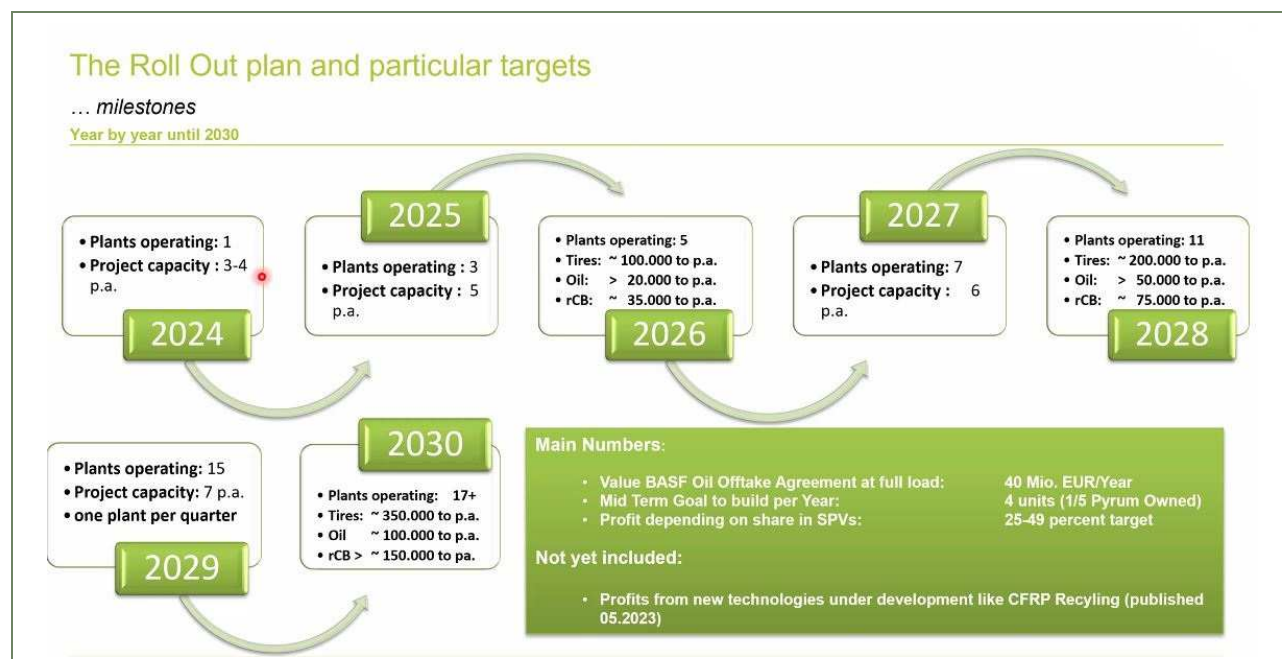 The Roll Out plan and particular targets
... milestones
Year by year until 2030
• Plants operating: 1
• Project capacity : 3-4
p.a.
2024
2025
• Plants operating : 3
• Project capacity : 5
p.a.
• Plants operating: 5
• Tires: ~ 100.000 to p.a.
• Oil: > 20.000 to p.a.
• rCB: ~ 35.000 to p.a.
2026
2027
• Plants operating: 7
• Project capacity : 6
p.a.
• Plants operating: 11
• Tires: ~ 200.000 to p.a.
• Oil: > 50.000 to p.a.
• rCB: ~ 75.000 to p.a.
2028
• Plants operating: 15
• Project capacity: 7 p.a.
• one plant per quarter
2029
2030
• Plants operating: 17+
• Tires: ~ 350.000 to p.a.
• Oil ~ 100.000 to p.a.
• rCB > ~ 150.000 to pa.
Main Numbers:
• Value BASF Oil Offtake Agreement at full load: 40 Mio. EUR/Year
• Mid Term Goal to build per Year: 4 units (1/5 Pyrum Owned)
• Profit depending on share in SPVs: 25-49 percent target
Not yet included:
• Profits from new technologies under development like CFRP Recyling (published
05.2023)